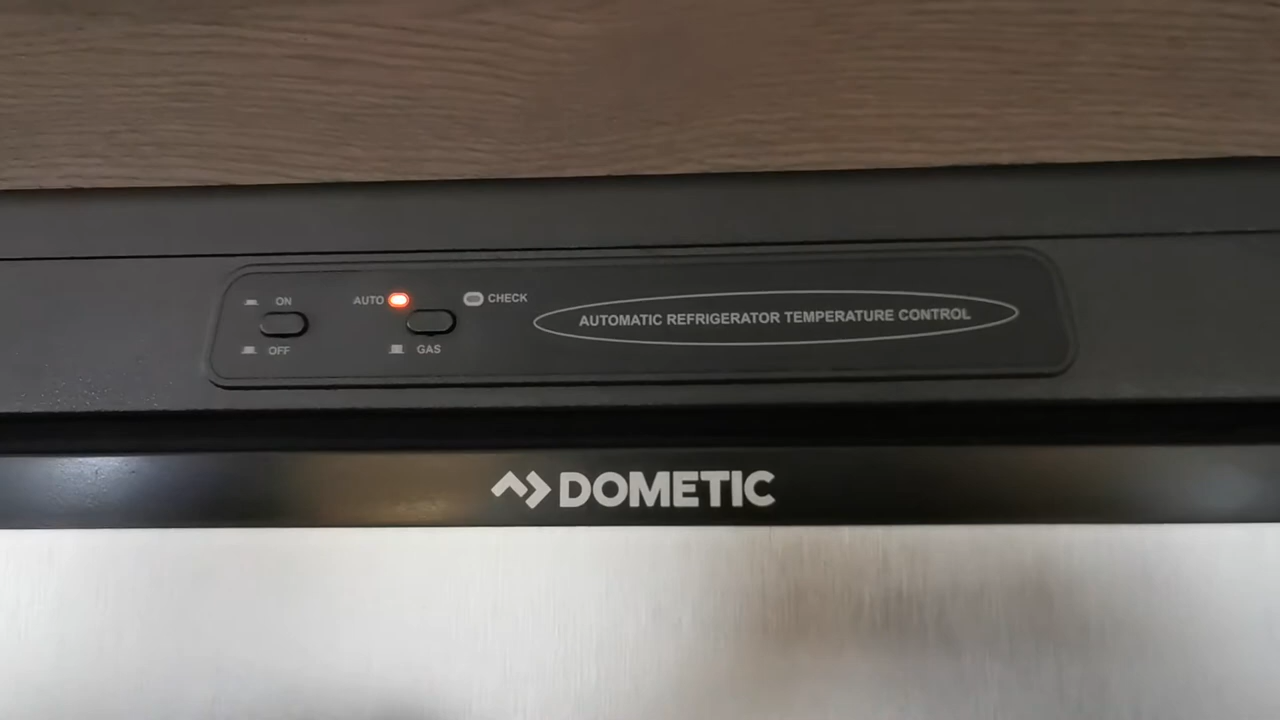 ON
OFF
AUTO
CHECK
GAS
AUTOMATIC REFRIGERATOR TEMPERATURE CONTROL
DOMETIC